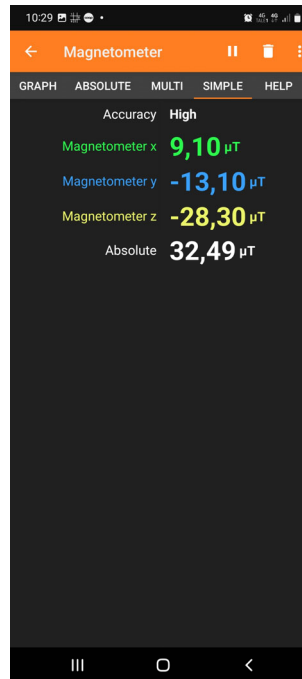 10:29
Magnetometer
GRAPH ABSOLUTE MULTI SIMPLE HELP
Accuracy High
Magnetometer x 9,10 µT
Magnetometer y -13,10 µT
Magnetometer z -28,30 µT
Absolute 32,49 µT